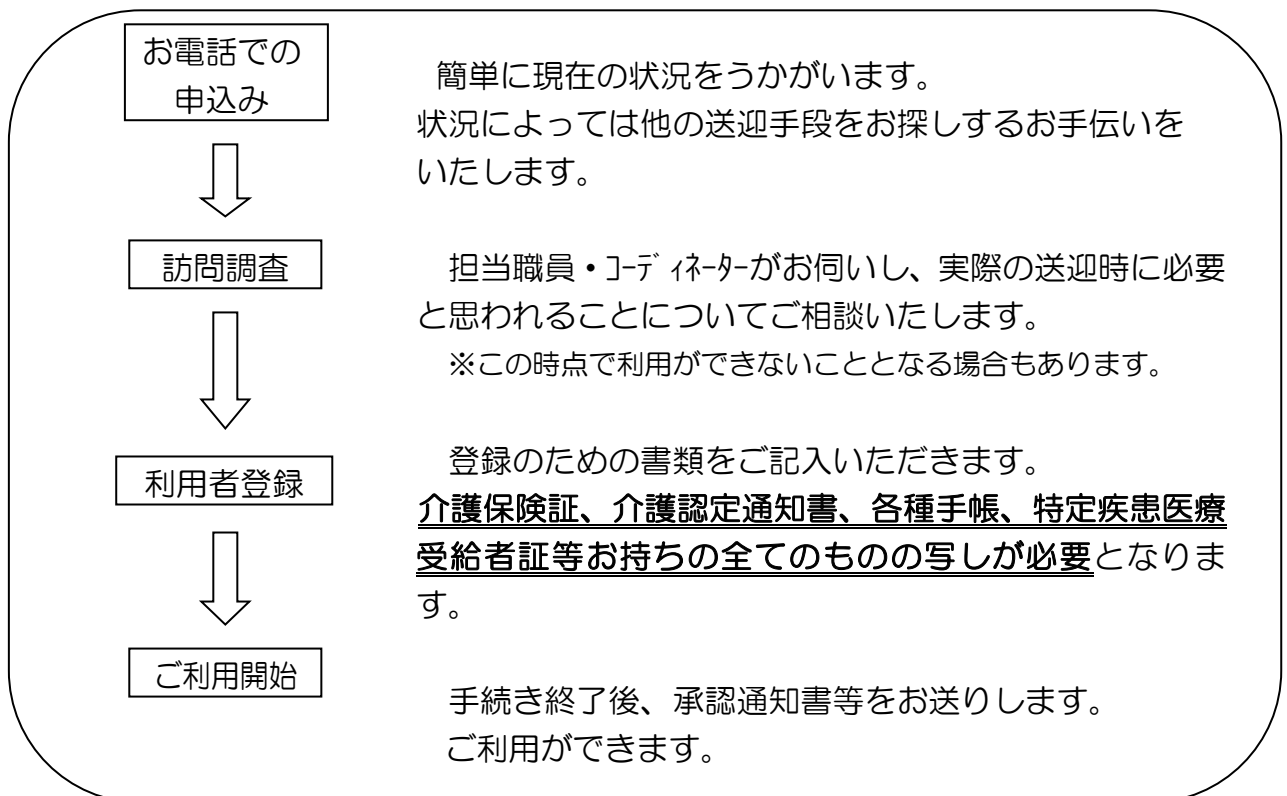 お電話での
申込み
簡単に現在の状況をうかがいます。
状況によっては他の送迎手段をお探しするお手伝いを
いたします。
訪問調査
担当職員・ｺｰﾃﾞｨﾈｰﾀｰがお伺いし、実際の送迎時に必要
と思われることについてご相談いたします。
※この時点で利用ができないこととなる場合もあります。
利用者登録
登録のための書類をご記入いただきます。
介護保険証、介護認定通知書、各種手帳、特定疾患医療
受給者証等お持ちの全てのものの写しが必要となりま
す。
ご利用開始
手続き終了後、承認通知書等をお送りします。
ご利用ができます。